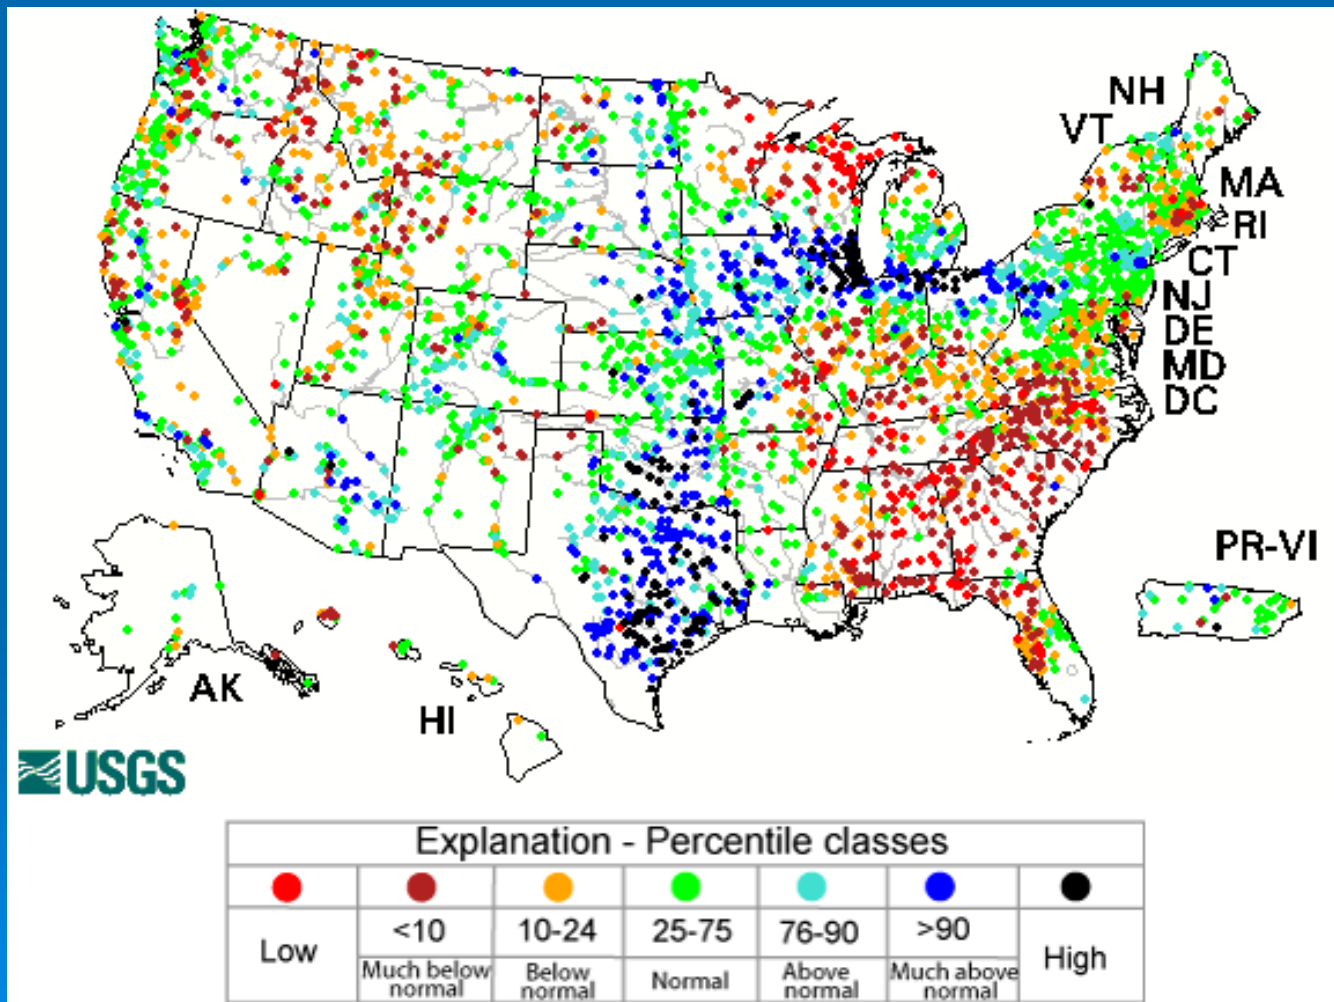 NH
VT
MA
RI
CT
NJ
DE
MD
DC
PR-VI
AK
HI
USGS
Explanation - Percentile classes
Low
<10
10-24
25-75
76-90
>90
High
Much below
normal
Below
normal
Normal
Above
normal
Much above
normal